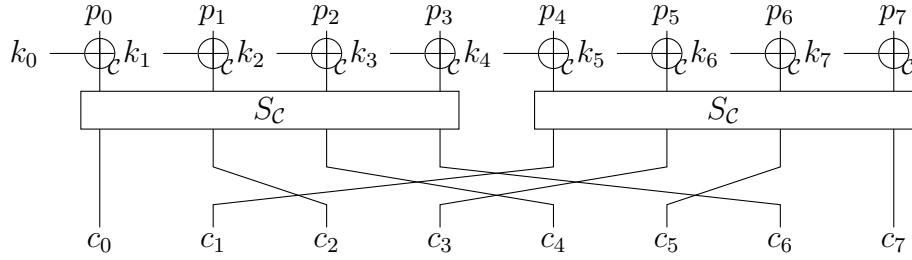 p₀ p₁ p₂ p₃ p₄ p₅ p₆ p₇
k₀ 𝒞 k₁ 𝒞 k₂ 𝒞 k₃ 𝒞 k₄ 𝒞 k₅ 𝒞 k₆ 𝒞 k₇ 𝒞
S_𝒞 S_𝒞
c₀ c₁ c₂ c₃ c₄ c₅ c₆ c₇